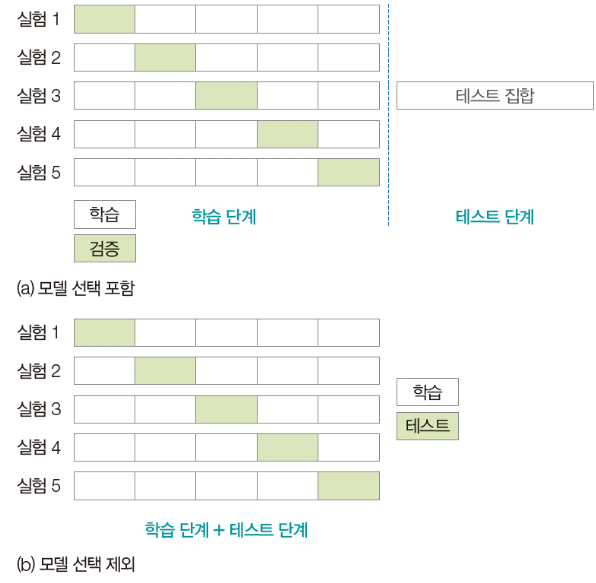 실험 1
실험 2
실험 3
테스트 집합
실험 4
실험 5
학습
학습 단계
테스트 단계
검증
(a) 모델 선택 포함
실험 1
실험 2
학습
실험 3
테스트
실험 4
실험 5
학습 단계 + 테스트 단계
(b) 모델 선택 제외